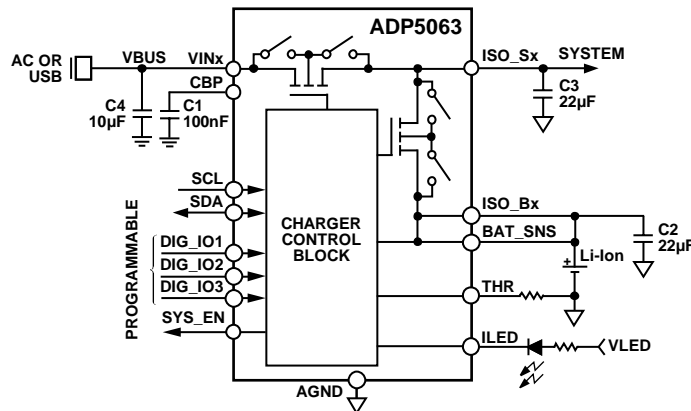 ADP5063
AC OR
USB
VBUS
VINx
CBP
C4
10µF
C1
100nF
ISO_Sx
SYSTEM
C3
22µF
SCL
SDA
PROGRAMMABLE
DIG_IO1
DIG_IO2
DIG_IO3
SYS_EN
CHARGER
CONTROL
BLOCK
ISO_Bx
BAT_SNS
C2
22µF
+
Li-Ion
THR
ILED
VLED
AGND